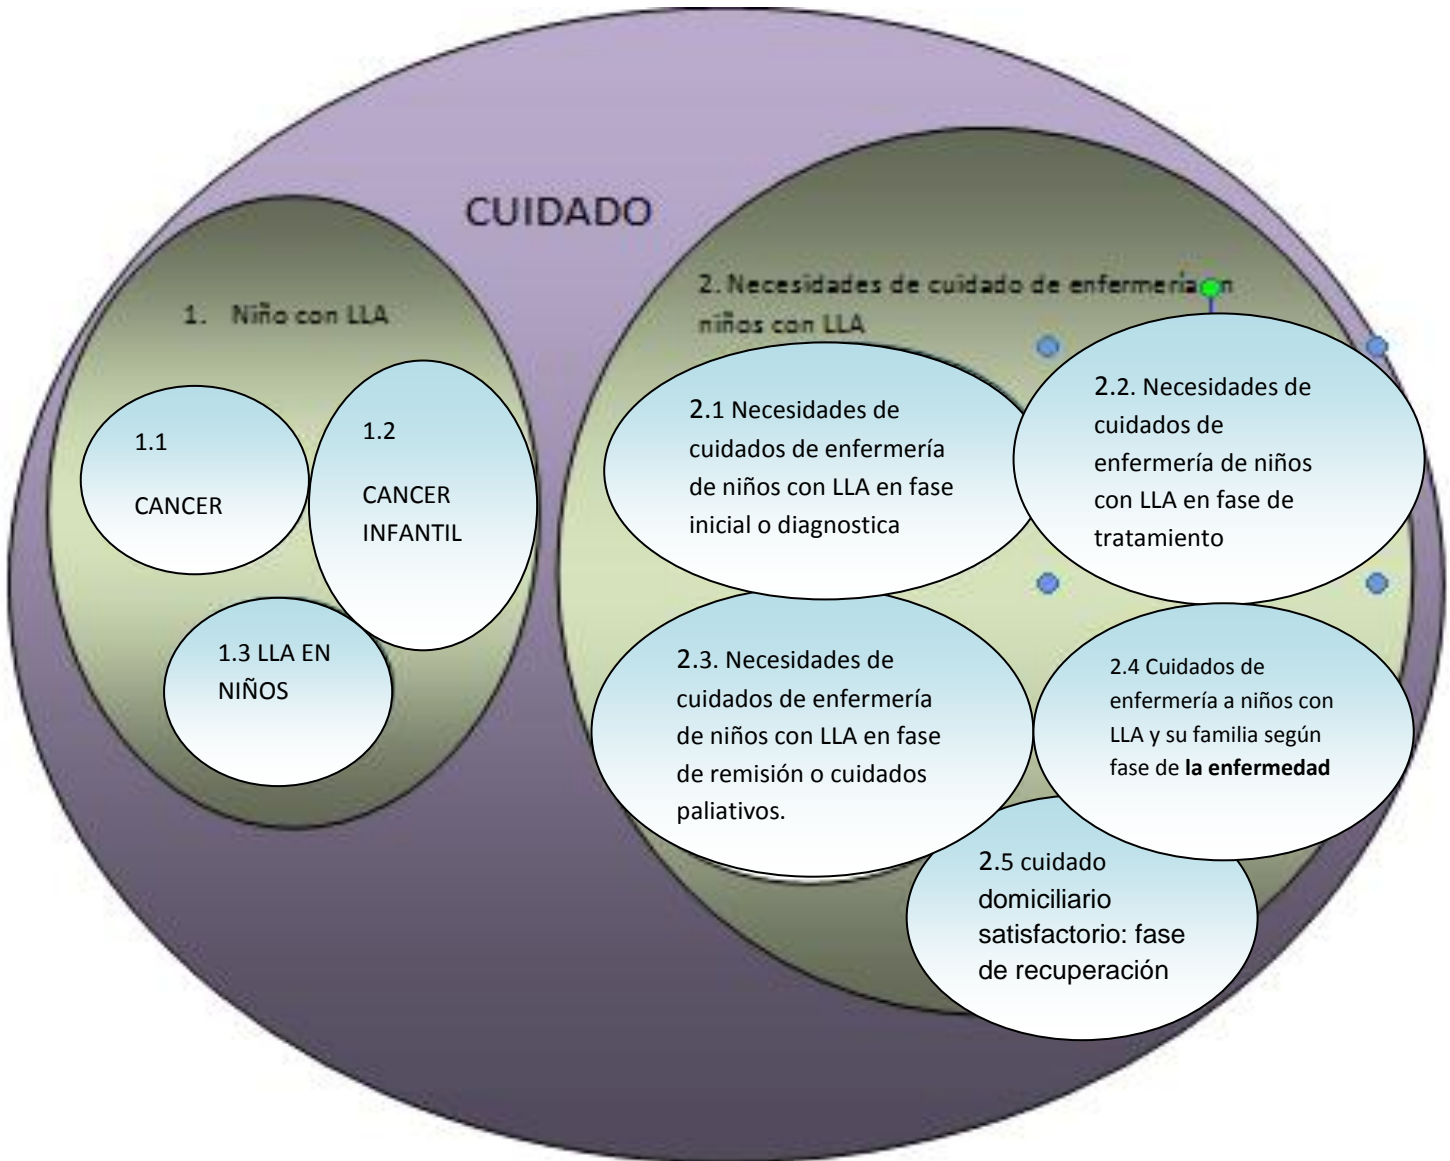 CUIDADO
1. Niño con LLA
1.1
CANCER
1.2
CANCER
INFANTIL
1.3 LLA EN
NIÑOS
2. Necesidades de cuidado de enfermería n
niños con LLA
2.1 Necesidades de
cuidados de enfermería
de niños con LLA en fase
inicial o diagnostica
2.2. Necesidades de
cuidados de
enfermería de niños
con LLA en fase de
tratamiento
2.3. Necesidades de
cuidados de enfermería
de niños con LLA en fase
de remisión o cuidados
paliativos.
2.4 Cuidados de
enfermería a niños con
LLA y su familia según
fase de la enfermedad
2.5 cuidado
domiciliario
satisfactorio: fase
de recuperación